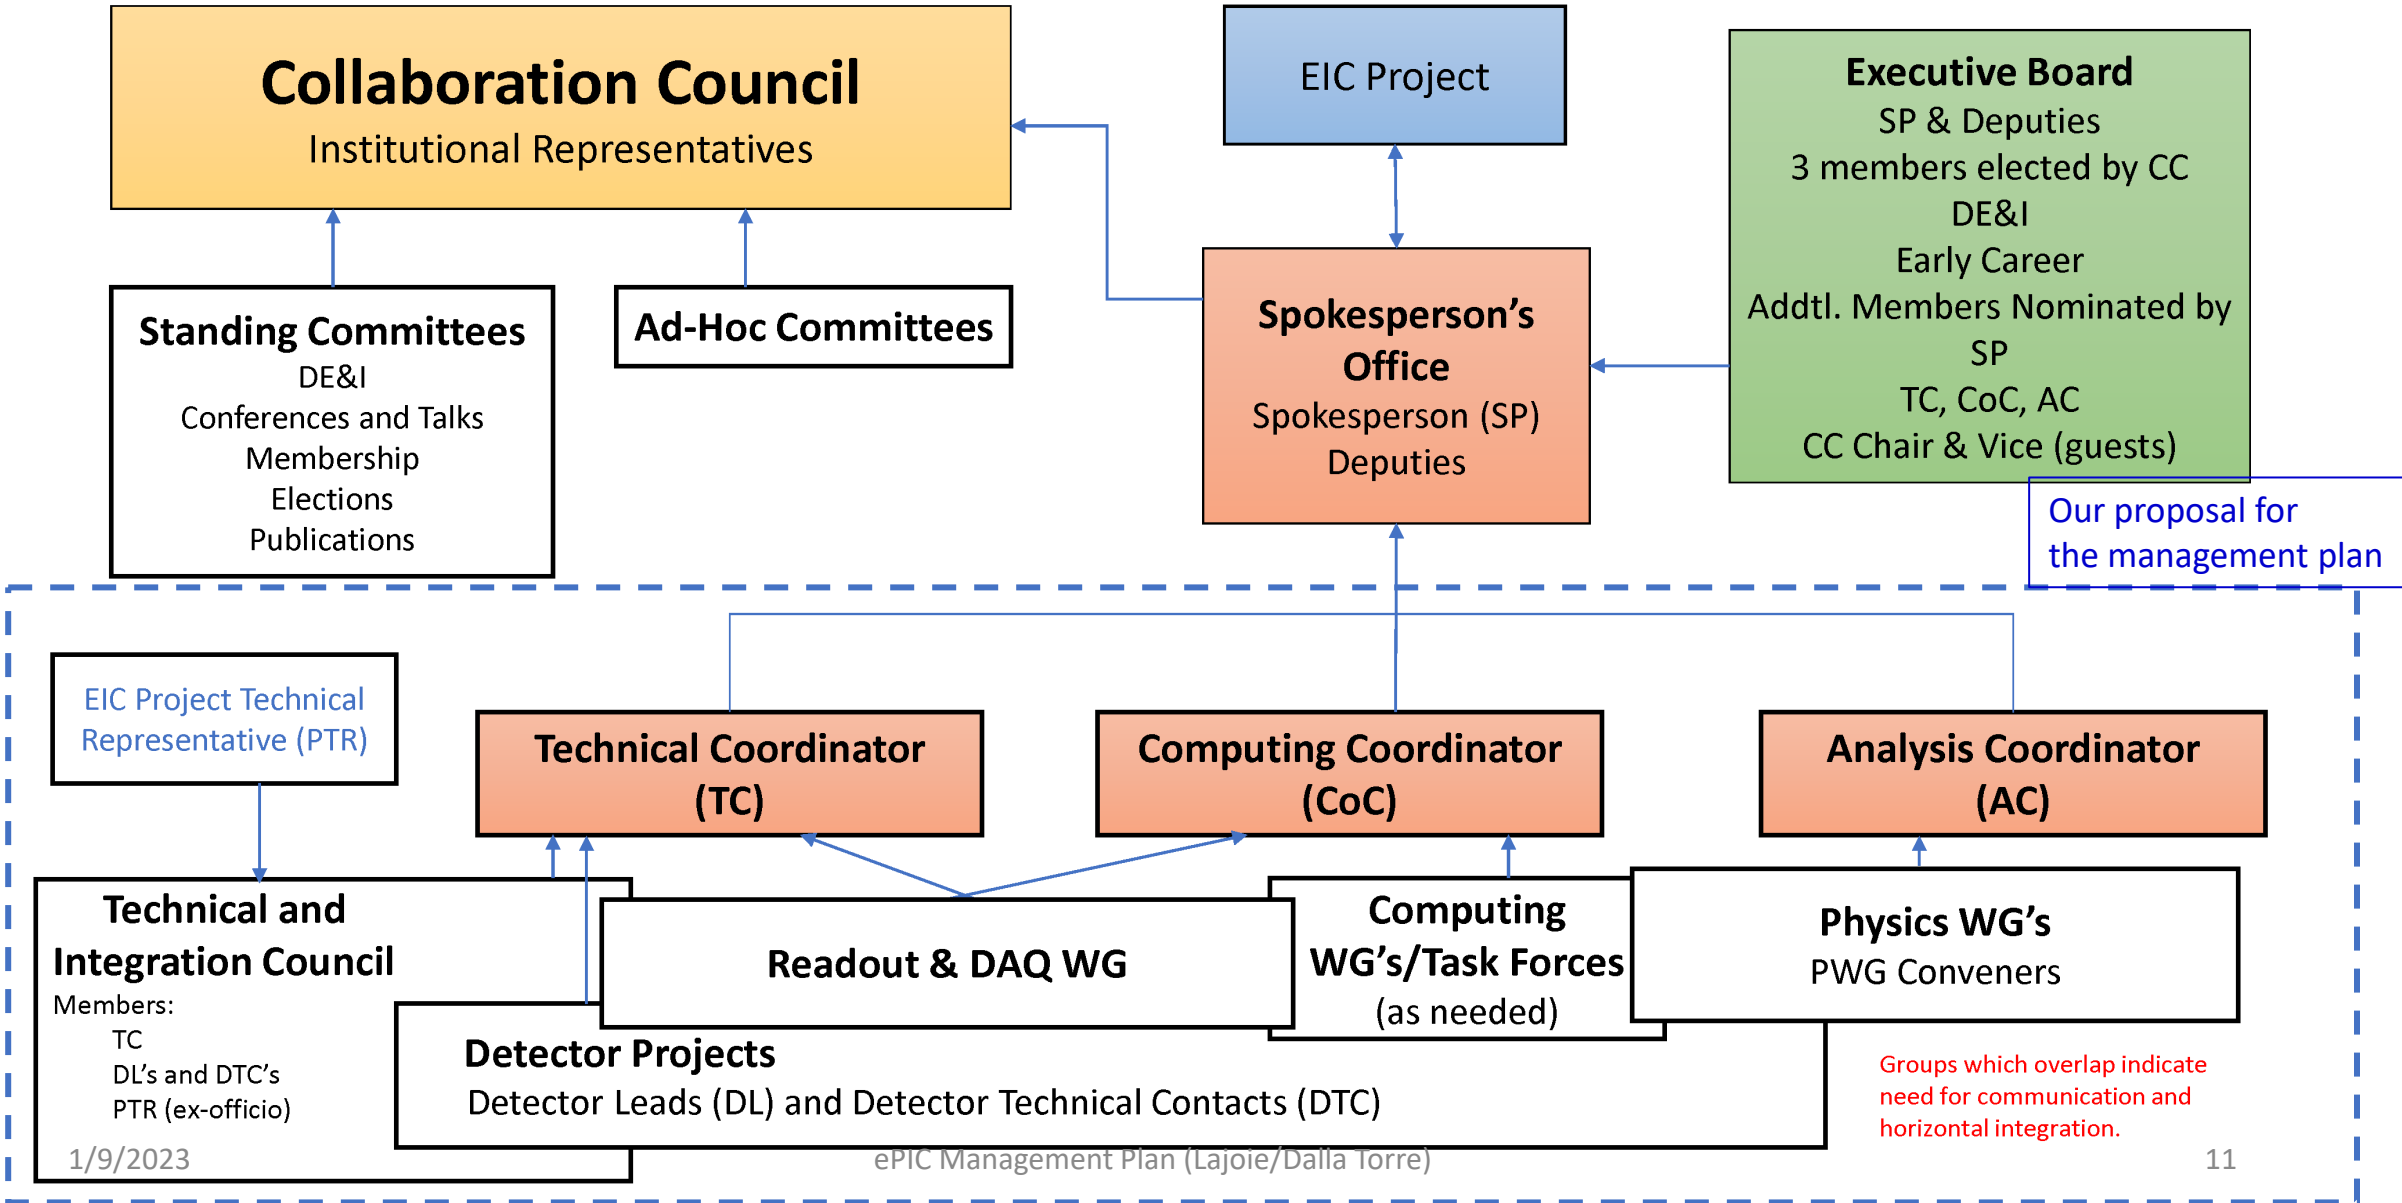 Collaboration Council
Institutional Representatives
EIC Project
Executive Board
SP & Deputies
3 members elected by CC
DE&I
Early Career
Addtl. Members Nominated by
SP
TC, CoC, AC
CC Chair & Vice (guests)
Standing Committees
DE&I
Conferences and Talks
Membership
Elections
Publications
Ad-Hoc Committees
Spokesperson’s
Office
Spokesperson (SP)
Deputies
Our proposal for
the management plan
EIC Project Technical
Representative (PTR)
Technical Coordinator
(TC)
Computing Coordinator
(CoC)
Analysis Coordinator
(AC)
Technical and
Integration Council
Members:
TC
DL’s and DTC’s
PTR (ex-officio)
Readout & DAQ WG
Computing
WG’s/Task Forces
(as needed)
Physics WG’s
PWG Conveners
Detector Projects
Detector Leads (DL) and Detector Technical Contacts (DTC)
Groups which overlap indicate
need for communication and
horizontal integration.
1/9/2023
ePIC Management Plan (Lajoie/Dalla Torre)
11